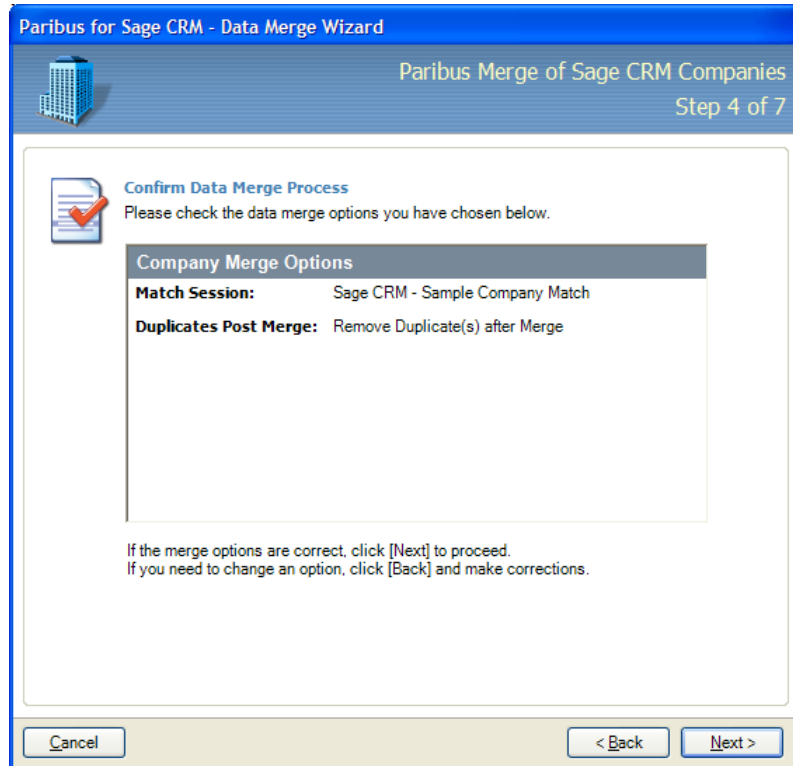 Paribus for Sage CRM - Data Merge Wizard
Paribus Merge of Sage CRM Companies
Step 4 of 7
Confirm Data Merge Process
Please check the data merge options you have chosen below.
Company Merge Options
Match Session: Sage CRM - Sample Company Match
Duplicates Post Merge: Remove Duplicate(s) after Merge
If the merge options are correct, click [Next] to proceed.
If you need to change an option, click [Back] and make corrections.
Cancel < Back Next >